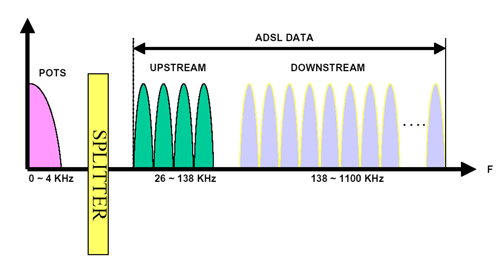 ADSL DATA
POTS
UPSTREAM
DOWNSTREAM
SPLITTER
....
0 ~ 4 KHz
26 ~ 138 KHz
138 ~ 1100 KHz
F